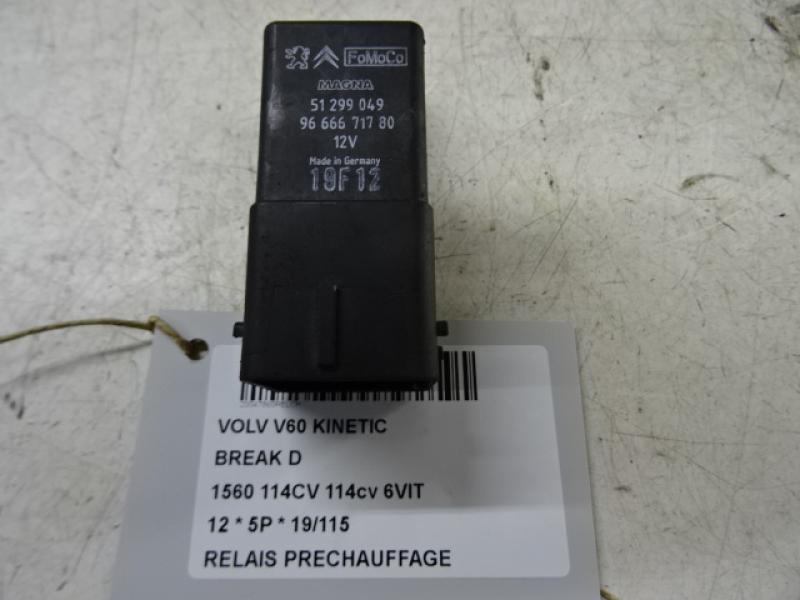 FoMoCo
MAGNA
51 299 049
96 666 717 80
12V
Made in Germany
19F12
VOLV V60 KINETIC
BREAK D
1560 114CV 114cv 6VIT
12 * 5P * 19/115
RELAIS PRECHAUFFAGE